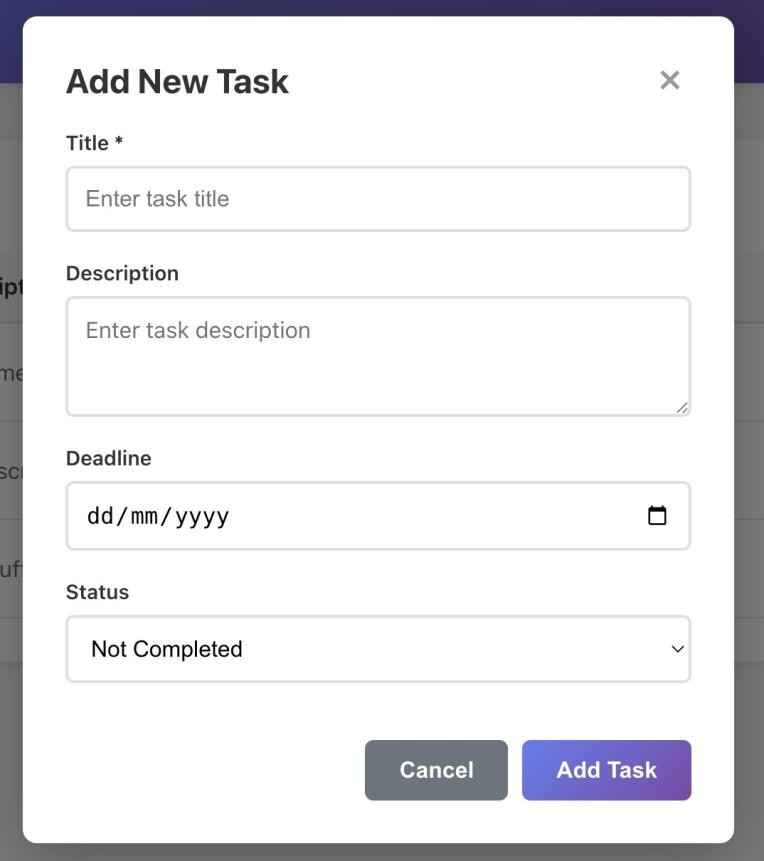 Add New Task
×
Title *
Enter task title
Description
Enter task description
Deadline
dd/mm/yyyy
Status
Not Completed
Cancel
Add Task